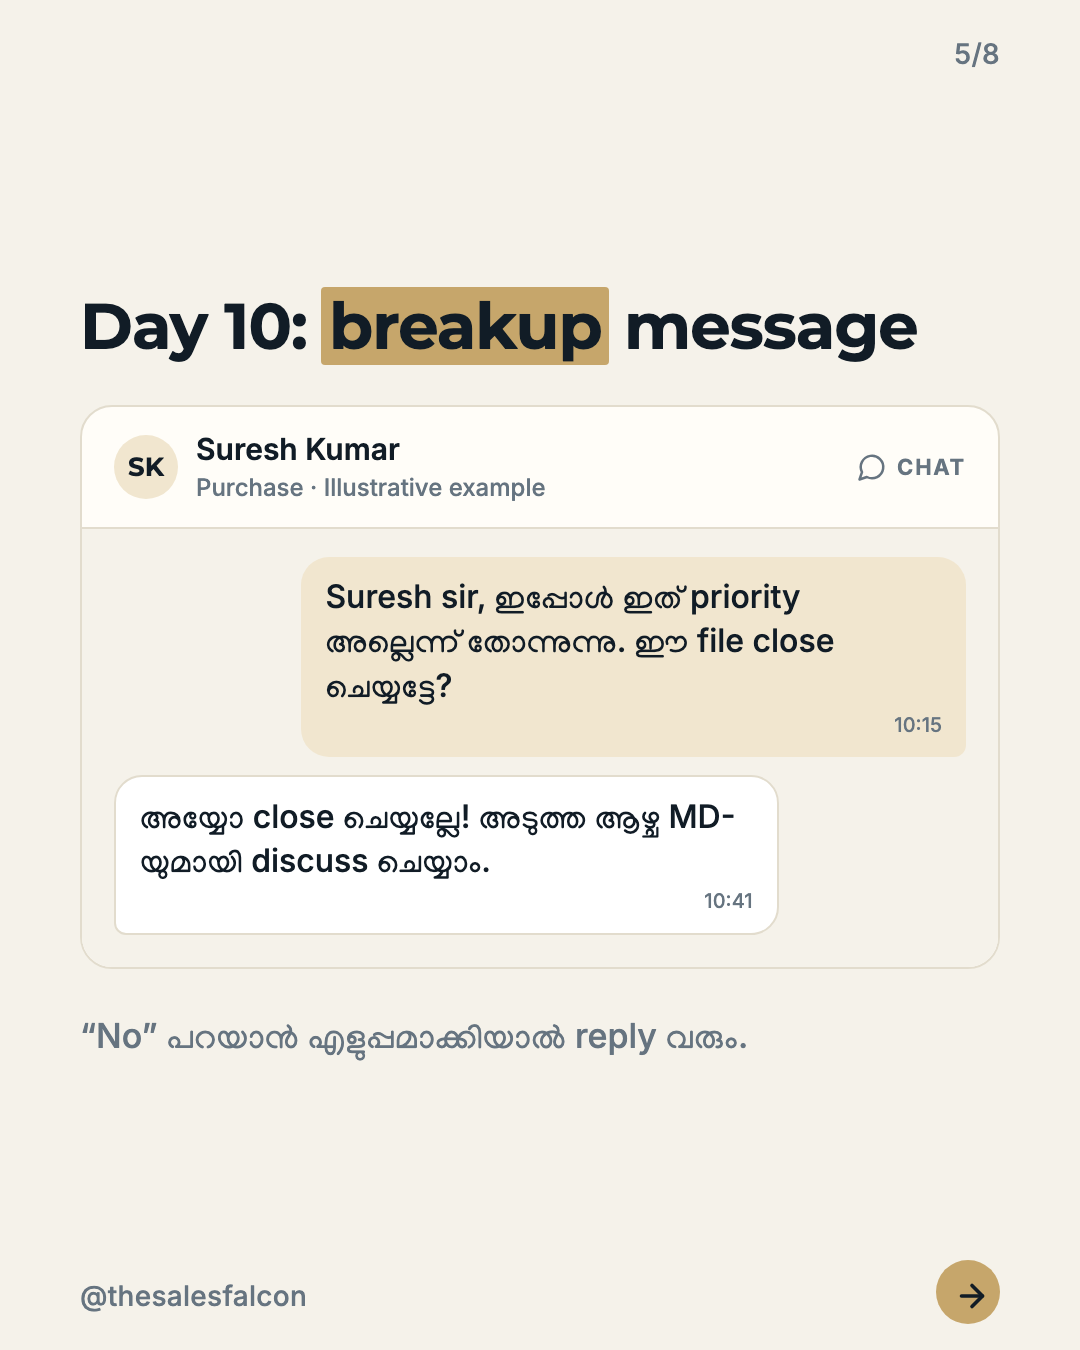 5/8
Day 10: breakup message
SK
Suresh Kumar
Purchase · Illustrative example
CHAT
Suresh sir, ഇപ്പോൾ ഇത് priority
അല്ലെന്ന് തോന്നുന്നു. ഈ file close
ചെയ്യട്ടേ?
10:15
അയ്യോ close ചെയ്യല്ലേ! അടുത്ത ആഴ്ച MD-
യുമായി discuss ചെയ്യാം.
10:41
“No” പറയാൻ എളുപ്പമാക്കിയാൽ reply വരും.
@thesalesfalcon